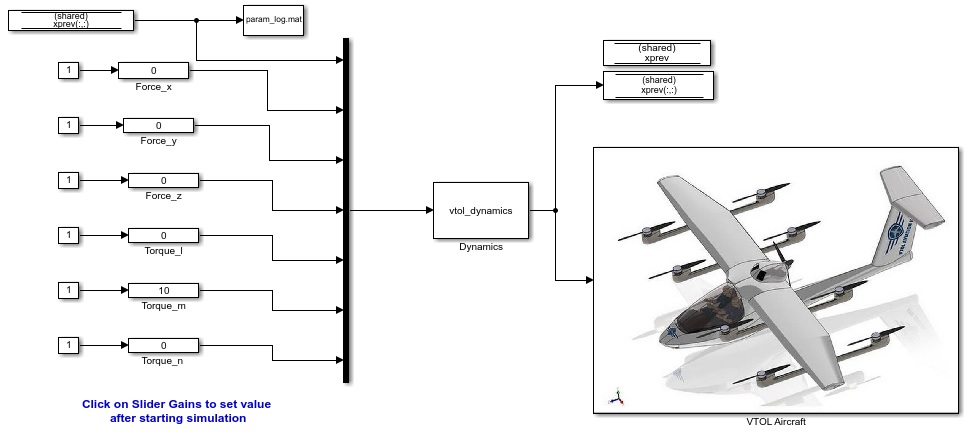 (shared)
xprev(:,:)
param_log.mat
1
0
Force_x
1
0
Force_y
1
0
Force_z
1
0
Torque_l
1
10
Torque_m
1
0
Torque_n
Click on Slider Gains to set value
after starting simulation
vtol_dynamics
Dynamics
(shared)
xprev
(shared)
xprev(:,:)
VTOL Aircraft